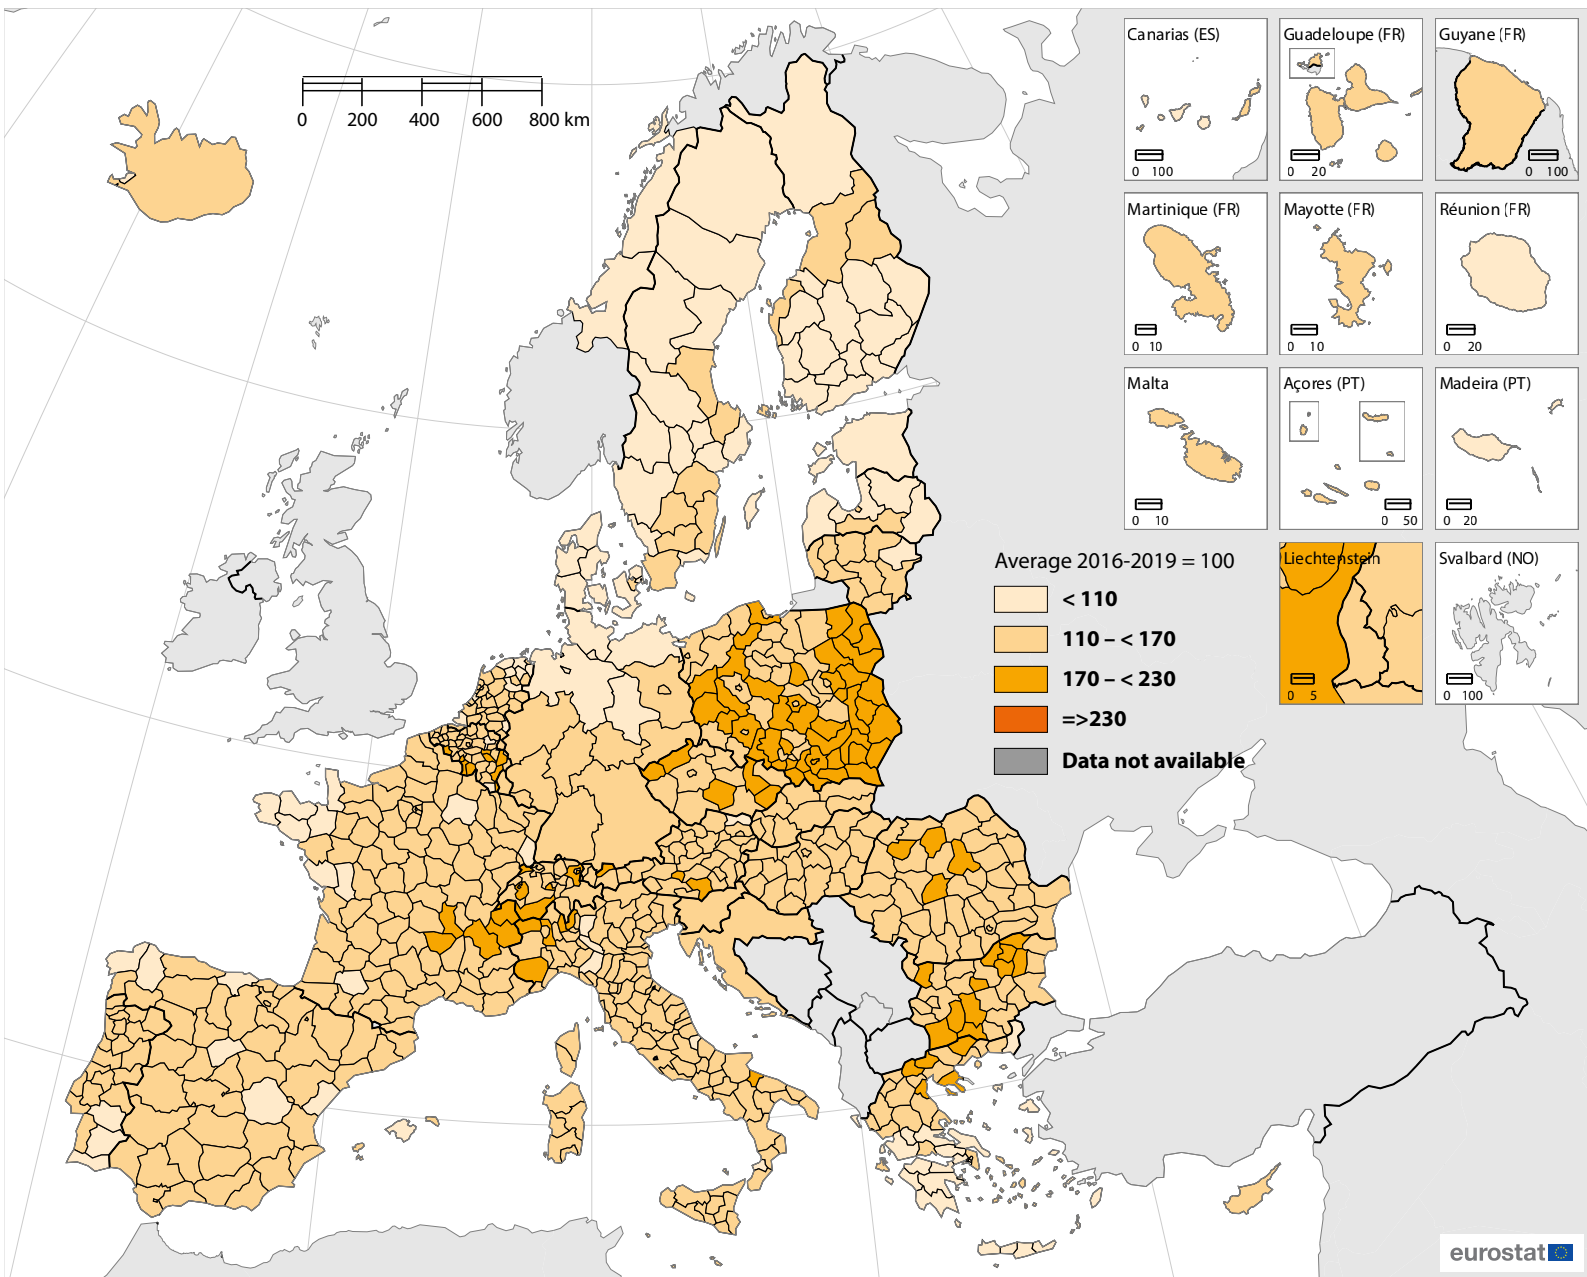 0 200 400 600 800 km
Canarias (ES)
0 100
Guadeloupe (FR)
0 20
Guyane (FR)
0 100
Martinique (FR)
0 10
Mayotte (FR)
0 10
Réunion (FR)
0 20
Malta
0 10
Açores (PT)
0 50
Madeira (PT)
0 20
Liechtenstein
0 5
Svalbard (NO)
0 100
Average 2016-2019 = 100
< 110
110 – < 170
170 – < 230
=>230
Data not available
eurostat